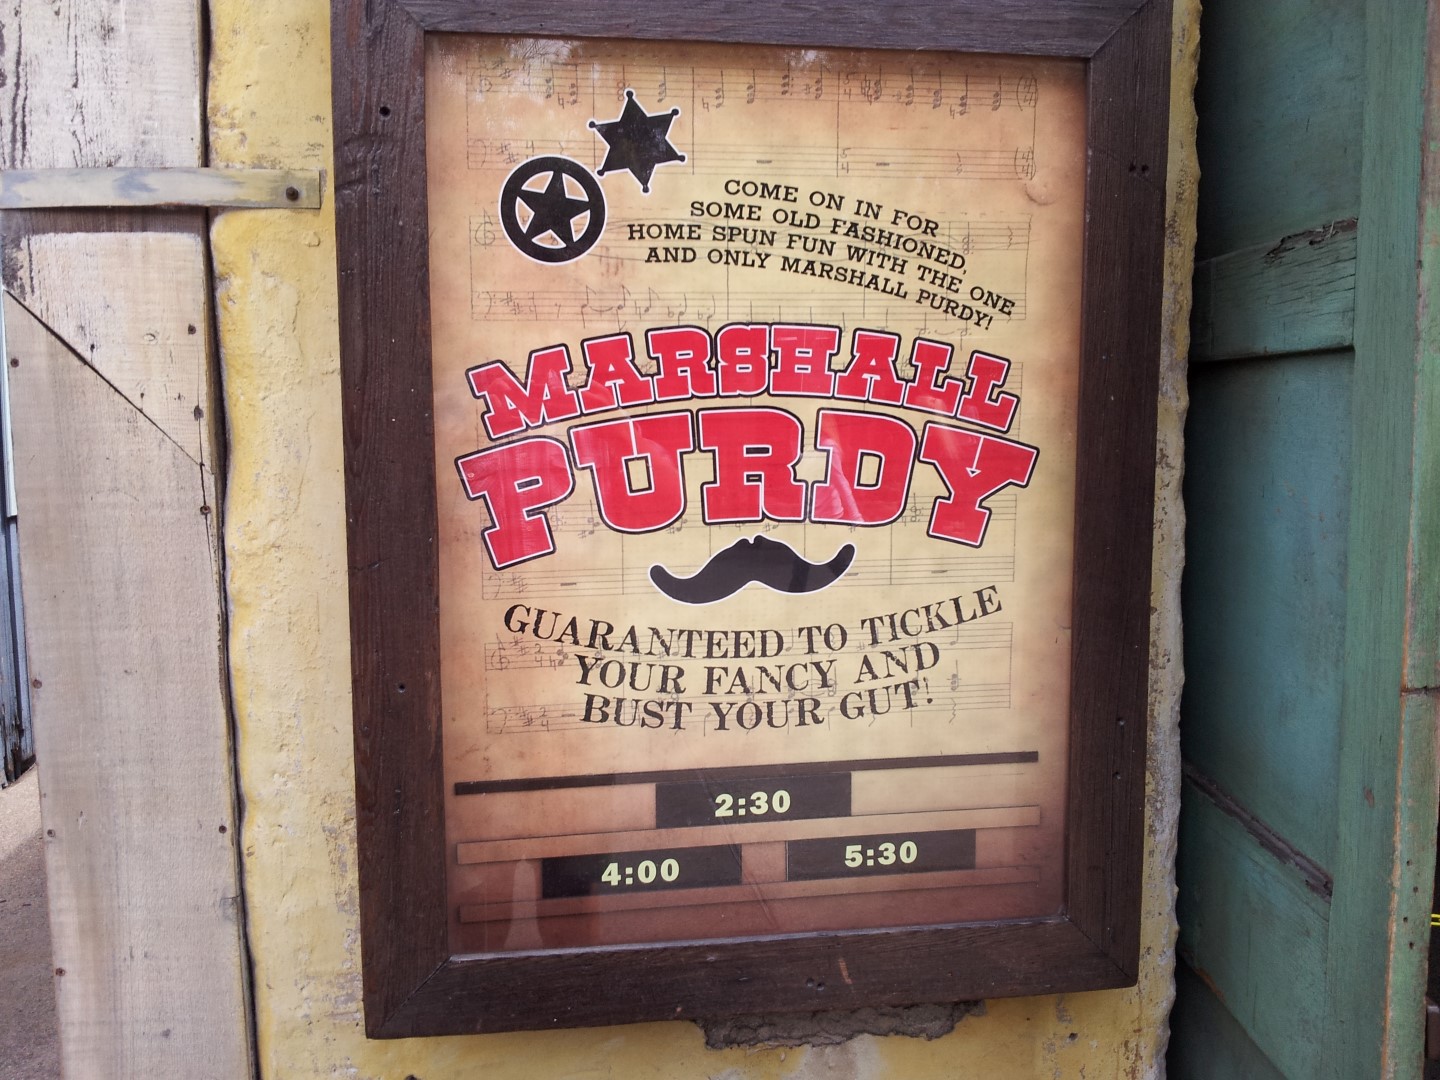 COME ON IN FOR
SOME OLD FASHIONED,
HOME SPUN FUN WITH THE ONE
AND ONLY MARSHALL PURDY!
MARSHALL
PURDY
GUARANTEED TO TICKLE
YOUR FANCY AND
BUST YOUR GUT!
2:30
4:00 5:30